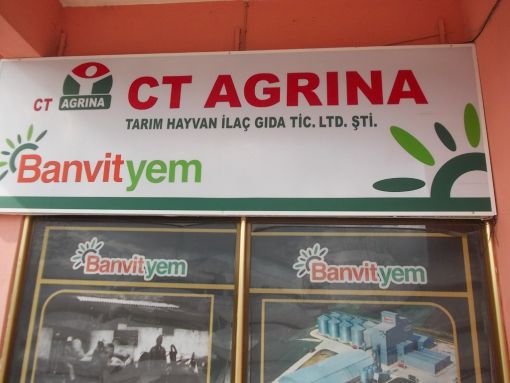 CT AGRINA
CT AGRINA
TARIM HAYVAN İLAÇ GIDA TİC. LTD. ŞTİ.
Banvityem
Banvityem
Banvityem